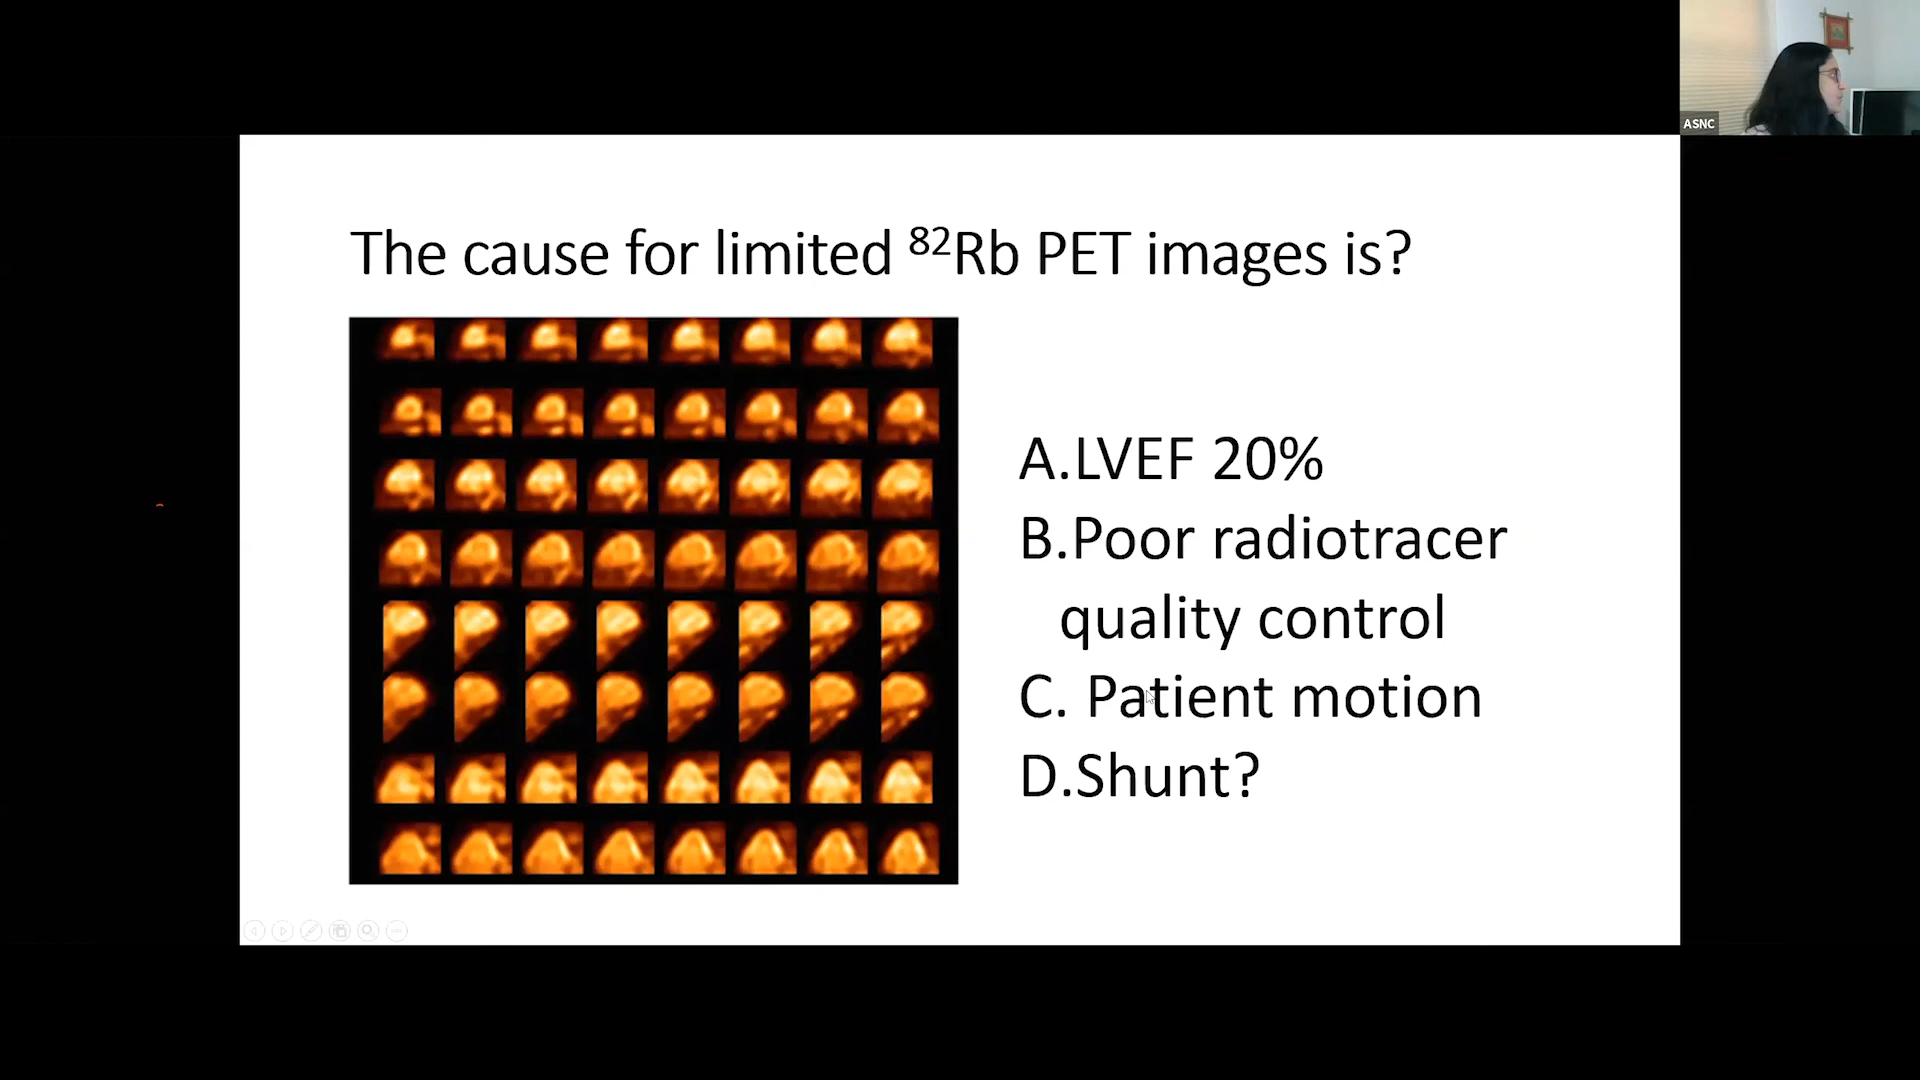 ASNC
The cause for limited ⁸²Rb PET images is?
A.LVEF 20%
B.Poor radiotracer
quality control
C. Patient motion
D.Shunt?